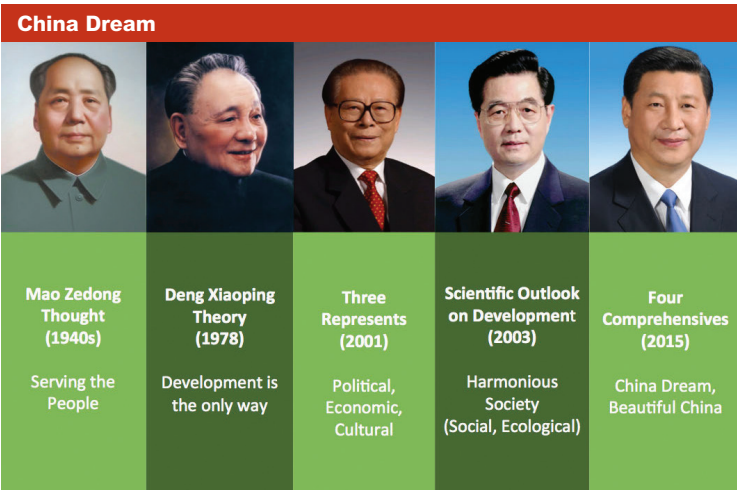 China Dream
Mao Zedong
Thought
(1940s)
Serving the
People
Deng Xiaoping
Theory
(1978)
Development is
the only way
Three
Represents
(2001)
Political,
Economic,
Cultural
Scientific Outlook
on Development
(2003)
Harmonious
Society
(Social, Ecological)
Four
Comprehensives
(2015)
China Dream,
Beautiful China